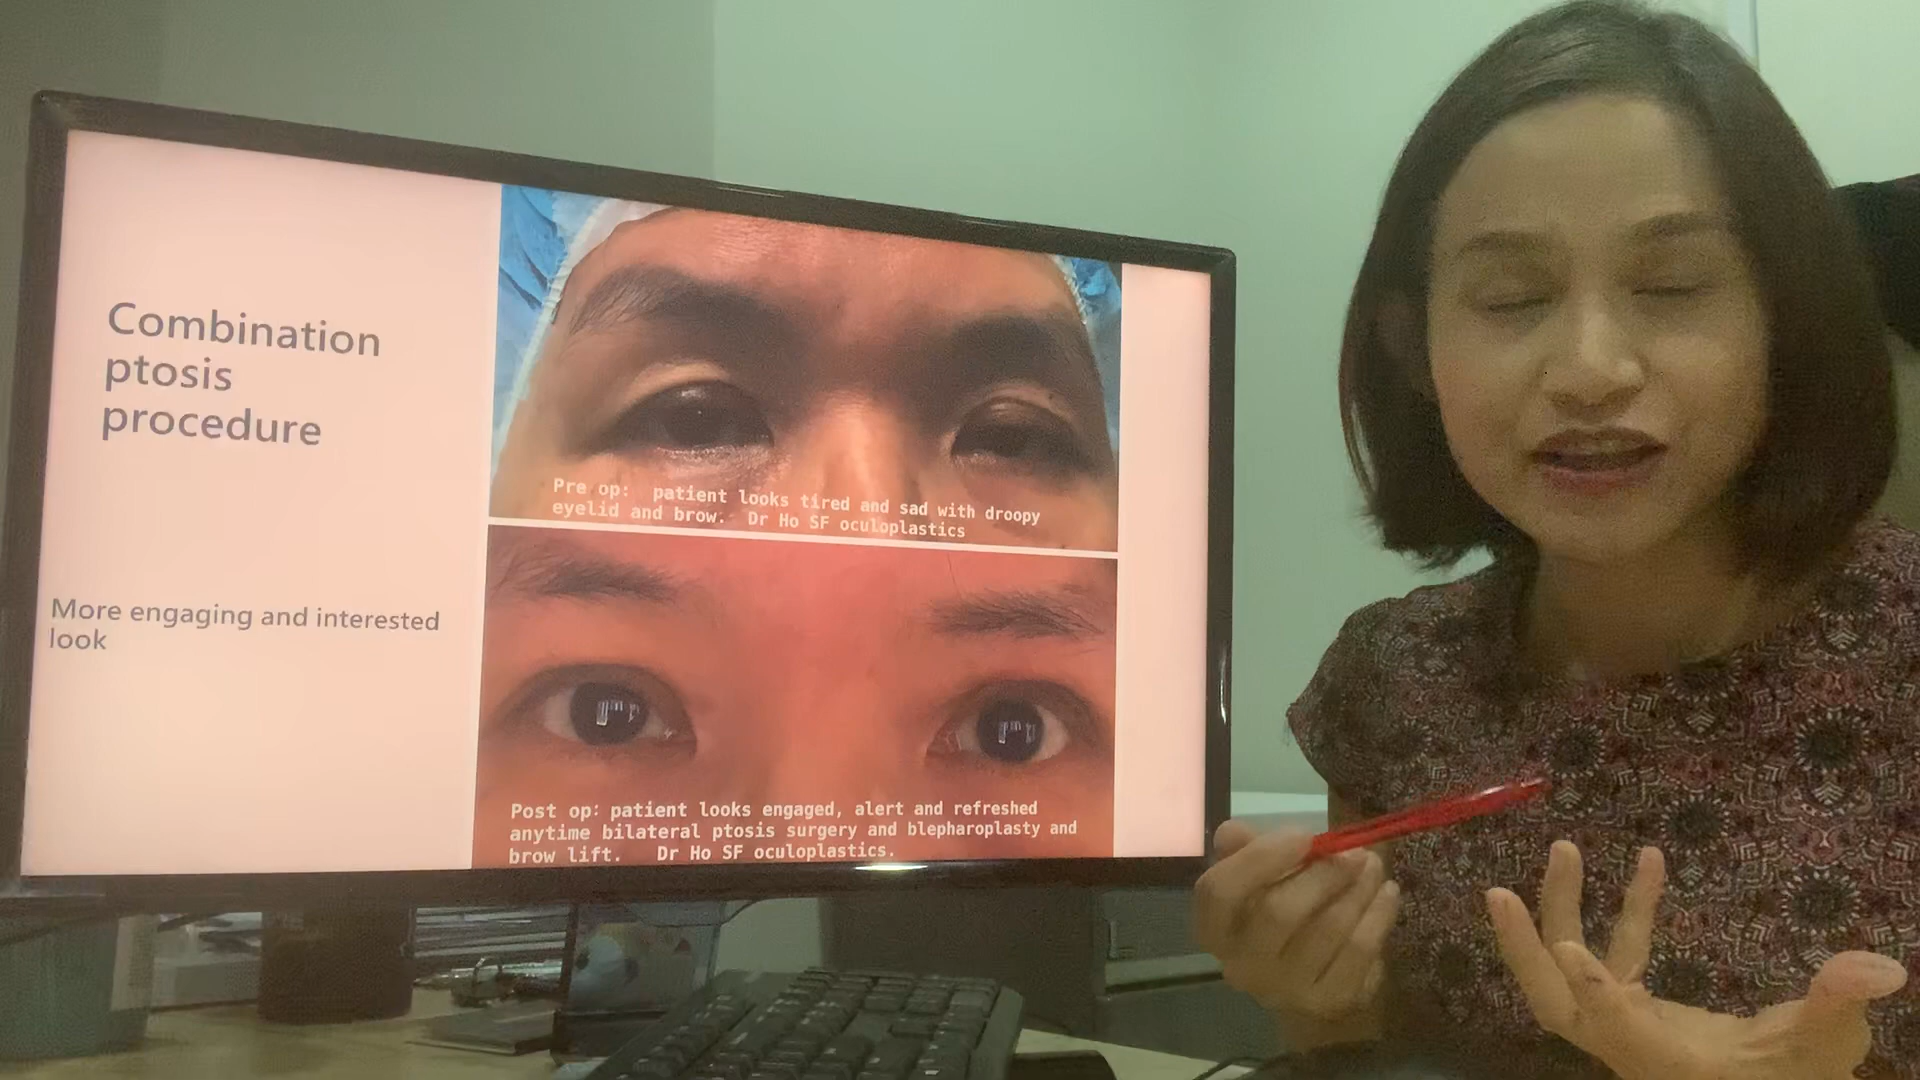 Combination
ptosis
procedure
More engaging and interested
look
Pre op: patient looks tired and sad with droopy
eyelid and brow. Dr Ho SF oculoplastics
Post op: patient looks engaged, alert and refreshed
anytime bilateral ptosis surgery and blepharoplasty and
brow lift. Dr Ho SF oculoplastics.